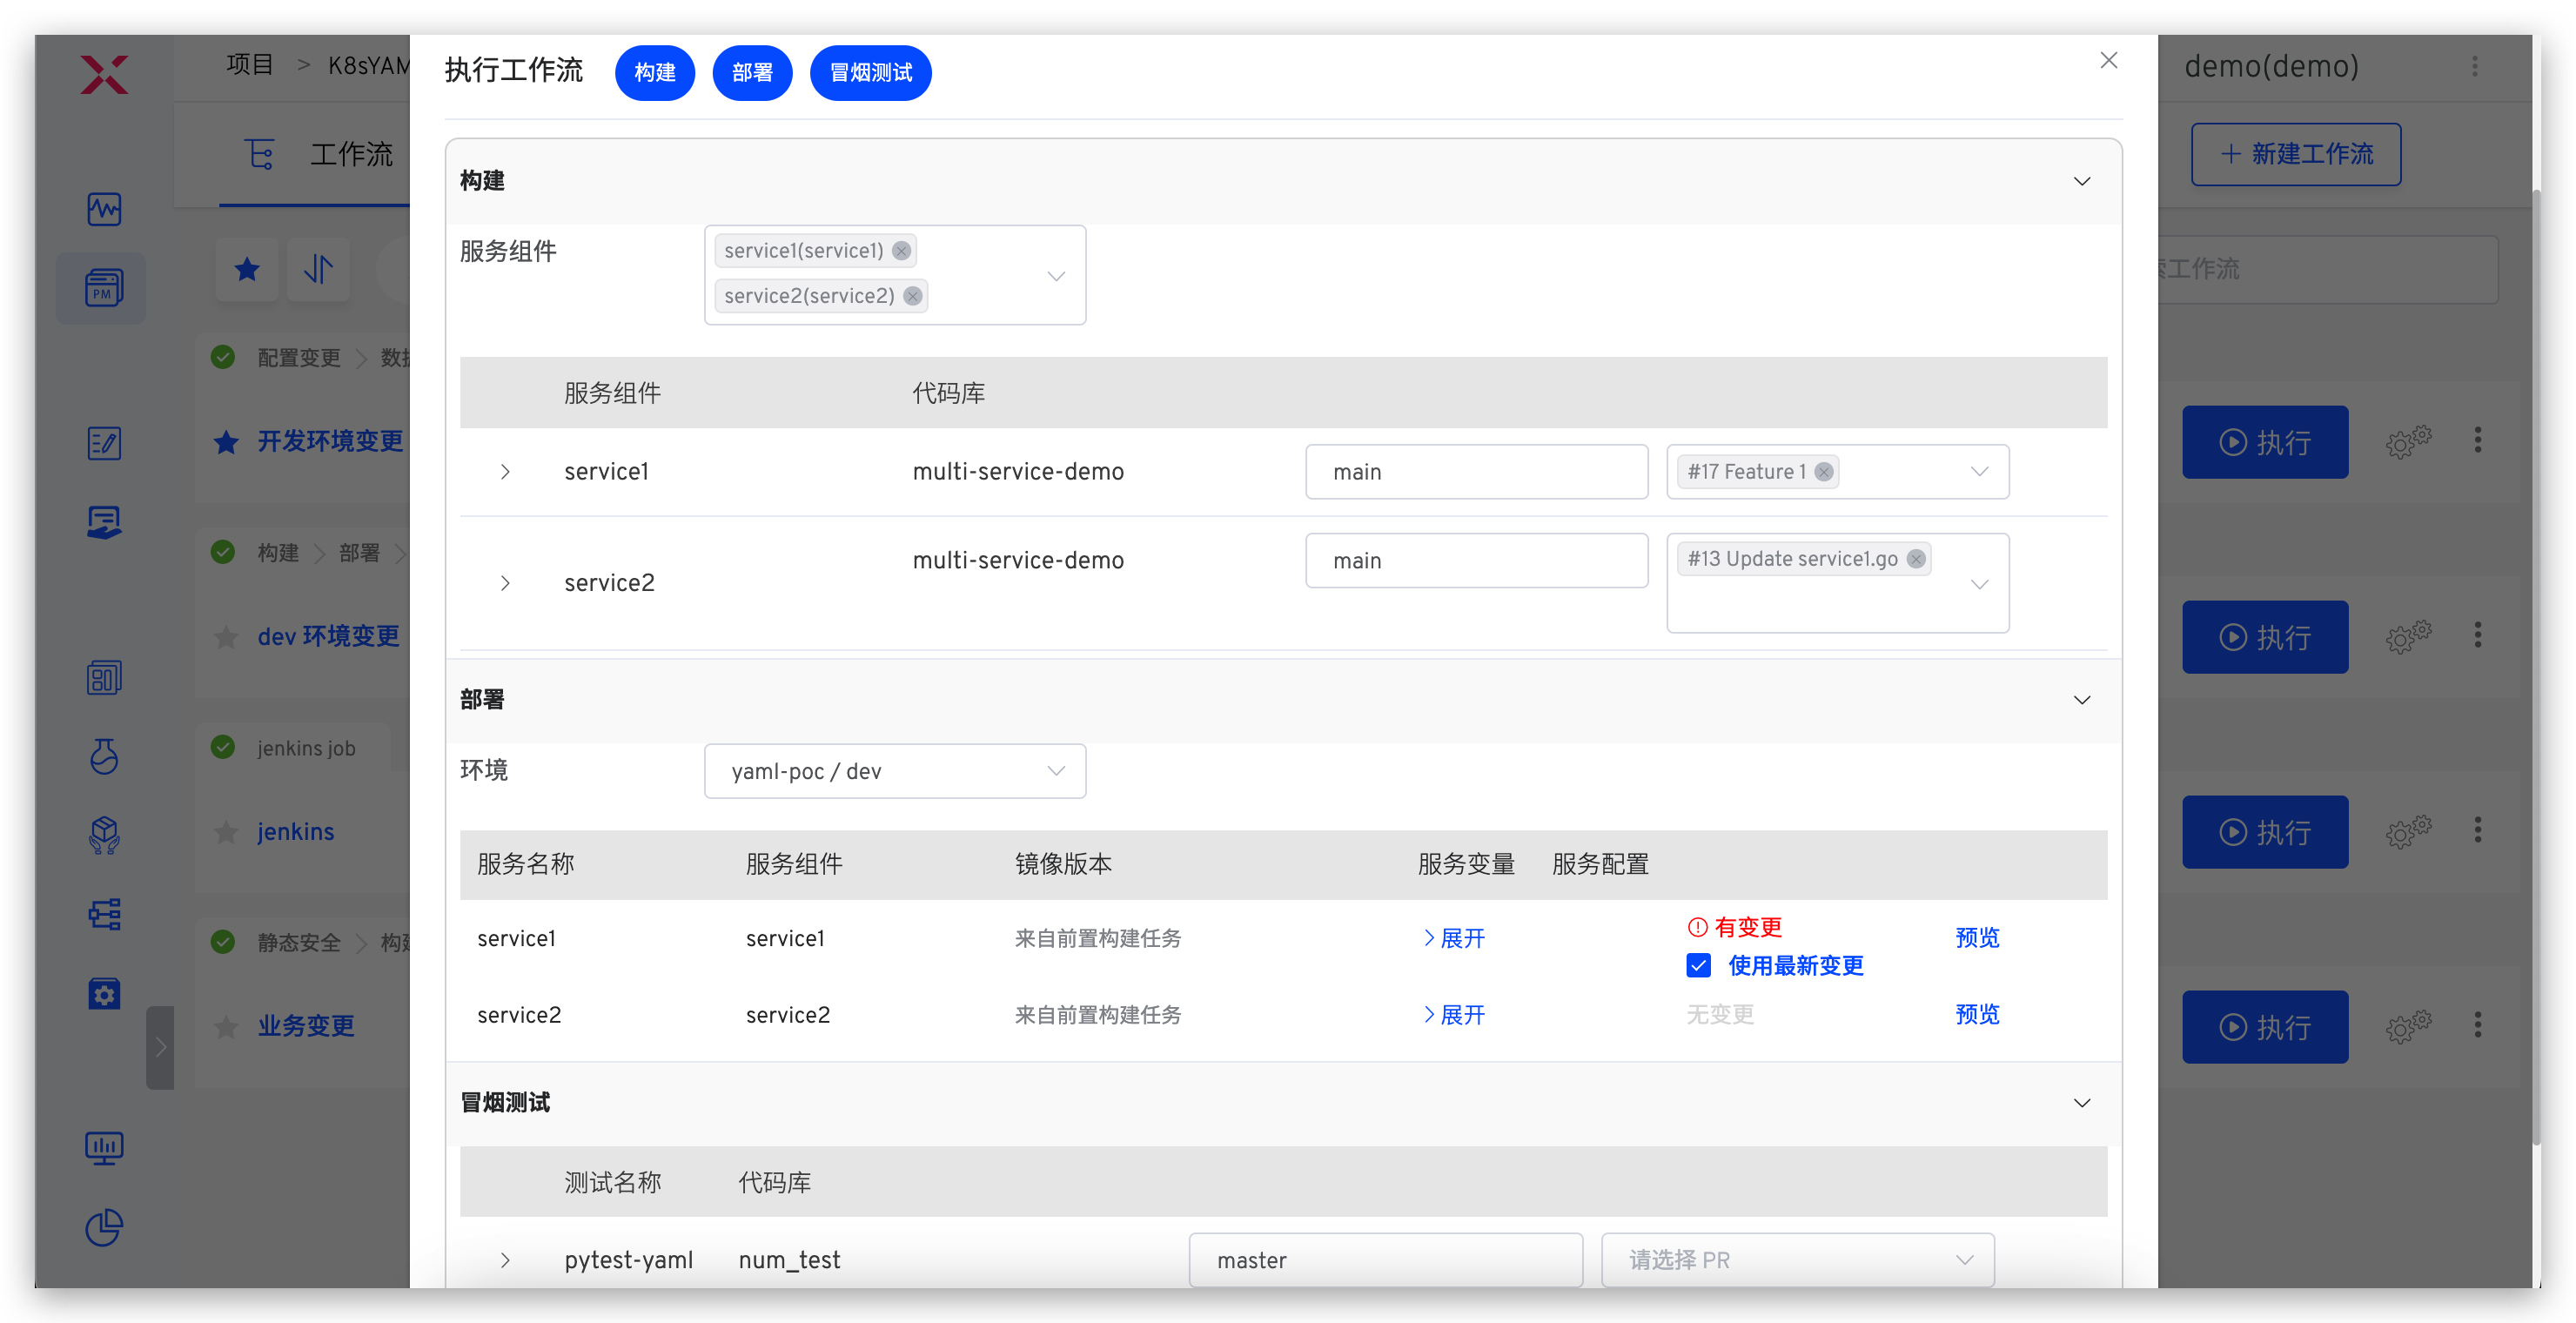 项目 > K8sYAM
工作流
配置变更 > 数据
开发环境变更
构建 > 部署 >
dev 环境变更
jenkins job
jenkins
静态安全 > 构建
业务变更
PM
执行工作流 构建 部署 冒烟测试
构建
服务组件
service1(service1)
service2(service2)
服务组件 代码库
service1 multi-service-demo main #17 Feature 1
service2 multi-service-demo main #13 Update service1.go
部署
环境 yaml-poc / dev
服务名称 服务组件 镜像版本 服务变量 服务配置
service1 service1 来自前置构建任务 > 展开 有变更 预览
使用最新变更
service2 service2 来自前置构建任务 > 展开 无变更 预览
冒烟测试
测试名称 代码库
pytest-yaml num_test master 请选择 PR
demo(demo)
+ 新建工作流
工作流
执行
执行
执行
执行